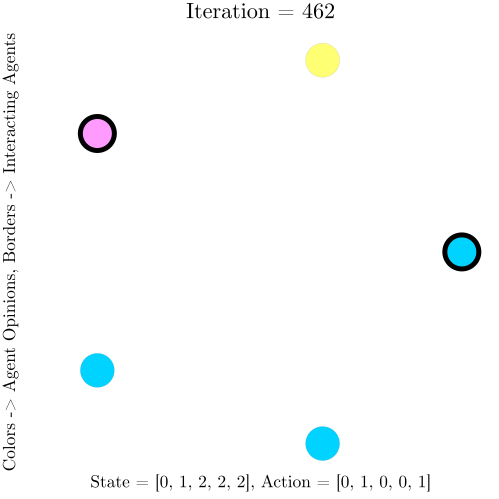 Iteration = 462
Colors -> Agent Opinions, Borders -> Interacting Agents
State = [0, 1, 2, 2, 2], Action = [0, 1, 0, 0, 1]